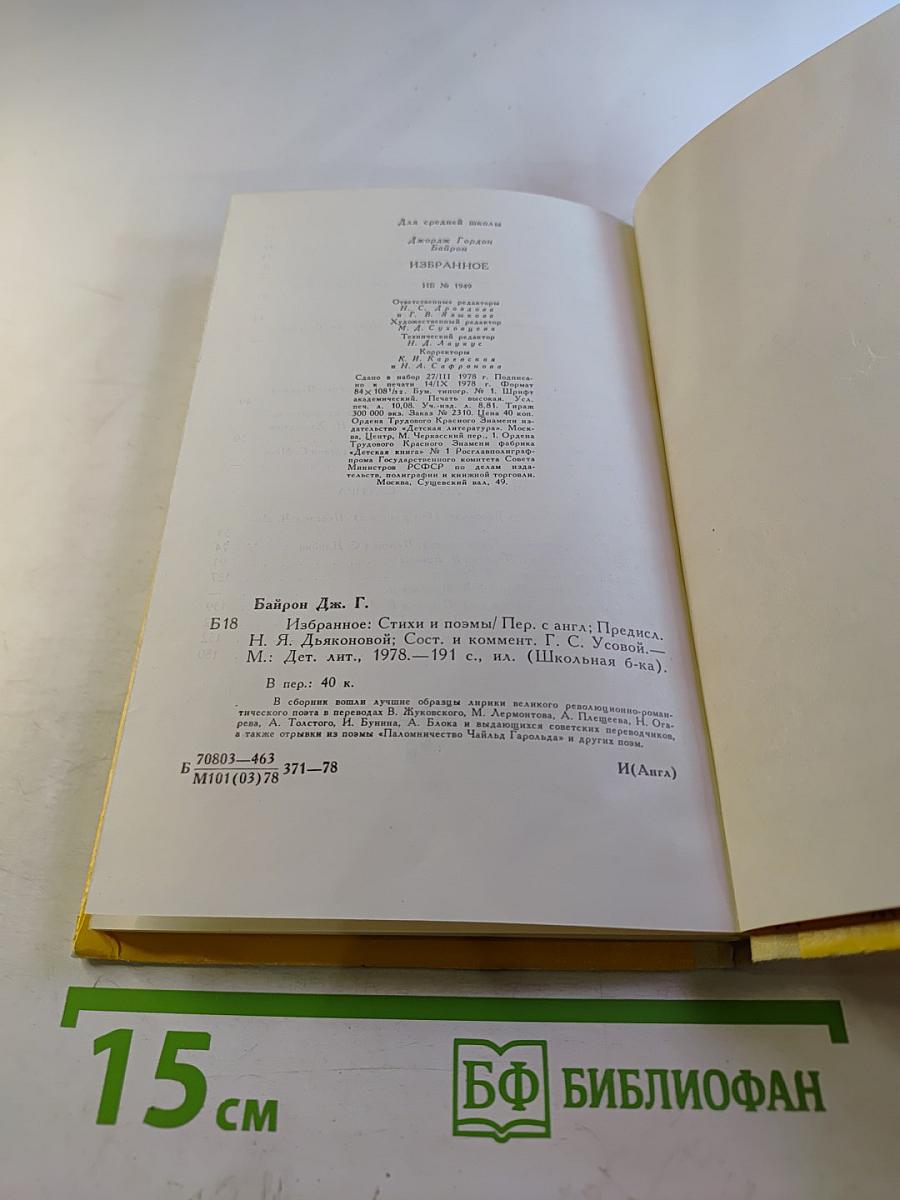 Для средней школы
Джордж Гордон
Байрон
ИЗБРАННОЕ
ИБ № 1949
Ответственные редакторы
Н. С. Дроздова
и Г. В. Языкова
Художественный редактор
М. Д. Суховцева
Технический редактор
Н. Д. Лаукус
Корректоры
К. И. Каревская
и Н. А. Сафронова
Сдано в набор 27/III 1978 г. Подписа-
но к печати 14/IX 1978 г. Формат
84×108 1/32. Бум. типогр. № 1. Шрифт
академический. Печать высокая. Усл.
печ. л. 10,08. Уч.-изд. л. 8,81. Тираж
300 000 экз. Заказ № 2310. Цена 40 коп.
Ордена Трудового Красного Знамени из-
дательство «Детская литература». Моск-
ва, Центр, М. Черкасский пер., 1. Ордена
Трудового Красного Знамени фабрика
«Детская книга» № 1 Росглавполиграф-
прома Государственного комитета Совета
Министров РСФСР по делам изда-
тельств, полиграфии и книжной торговли.
Москва, Сущевский вал, 49.
Байрон Дж. Г.
Б18 Избранное: Стихи и поэмы/ Пер. с англ; Предисл.
Н. Я. Дьяконовой; Сост. и коммент. Г. С. Усовой.—
М.: Дет. лит., 1978.—191 с., ил. (Школьная б-ка).
В пер.: 40 к.
В сборник вошли лучшие образцы лирики великого революционно-роман-
тического поэта в переводах В. Жуковского, М. Лермонтова, А. Плещеева, Н. Ога-
рева, А. Толстого, И. Бунина, А. Блока и выдающихся советских переводчиков,
а также отрывки из поэмы «Паломничество Чайльд Гарольда» и других поэм.
70803—463
Б 371—78 И(Англ)
М101(03)78
15 см
БФ БИБЛИОФАН